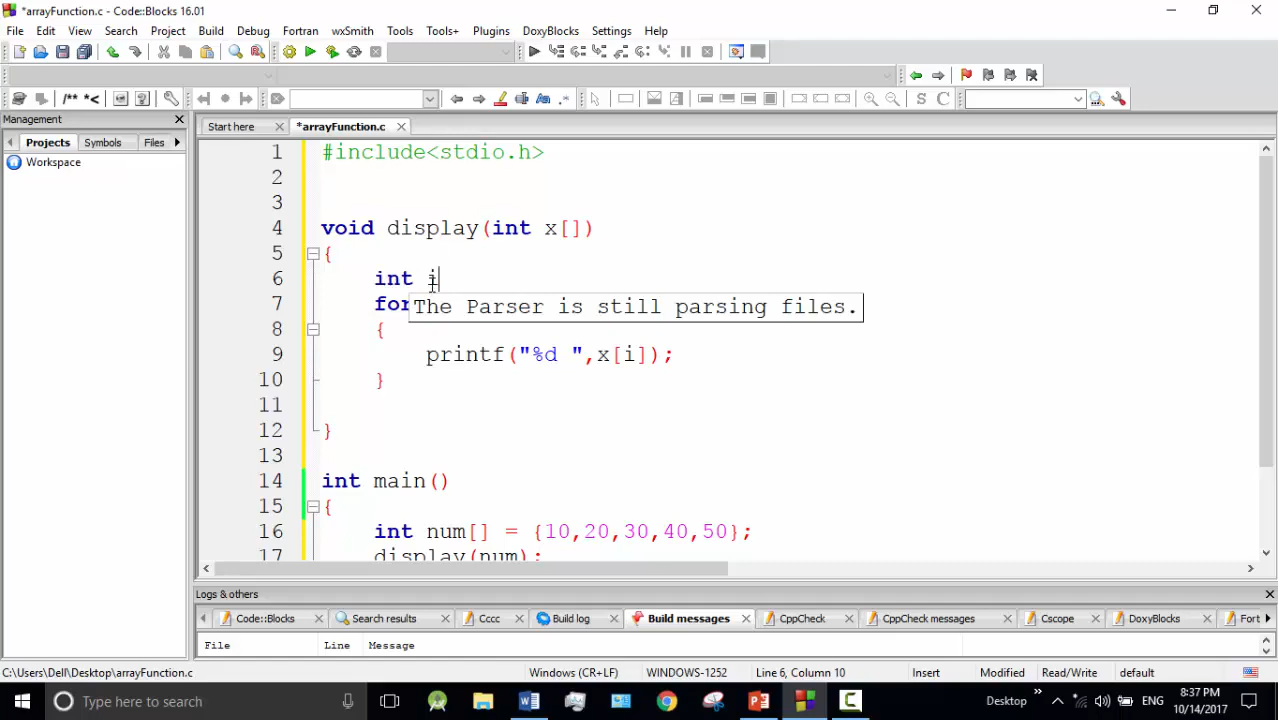 *arrayFunction.c - Code::Blocks 16.01
File Edit View Search Project Build Debug Fortran wxSmith Tools Tools+ Plugins DoxyBlocks Settings Help
/** *< .* S C
Management
Start here *arrayFunction.c
Projects Symbols Files
Workspace
1 #include<stdio.h>
2
3
4 void display(int x[])
5 {
6 int i
7 for
The Parser is still parsing files.
8 {
9 printf("%d ",x[i]);
10 }
11
12 }
13
14 int main()
15 {
16 int num[] = {10,20,30,40,50};
17 display(num);
Logs & others
Code::Blocks Search results Cccc Build log Build messages CppCheck CppCheck messages Cscope DoxyBlocks Fort
File Line Message
C:\Users\Dell\Desktop\arrayFunction.c Windows (CR+LF) WINDOWS-1252 Line 6, Column 10 Insert Modified Read/Write default
Type here to search Desktop ENG 8:37 PM
10/14/2017